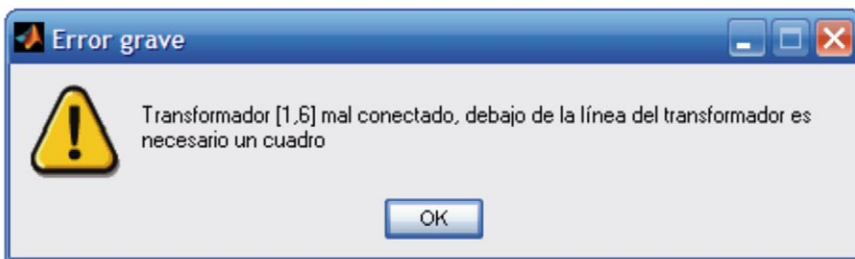 Error grave
Transformador [1,6] mal conectado, debajo de la línea del transformador es
necesario un cuadro
OK